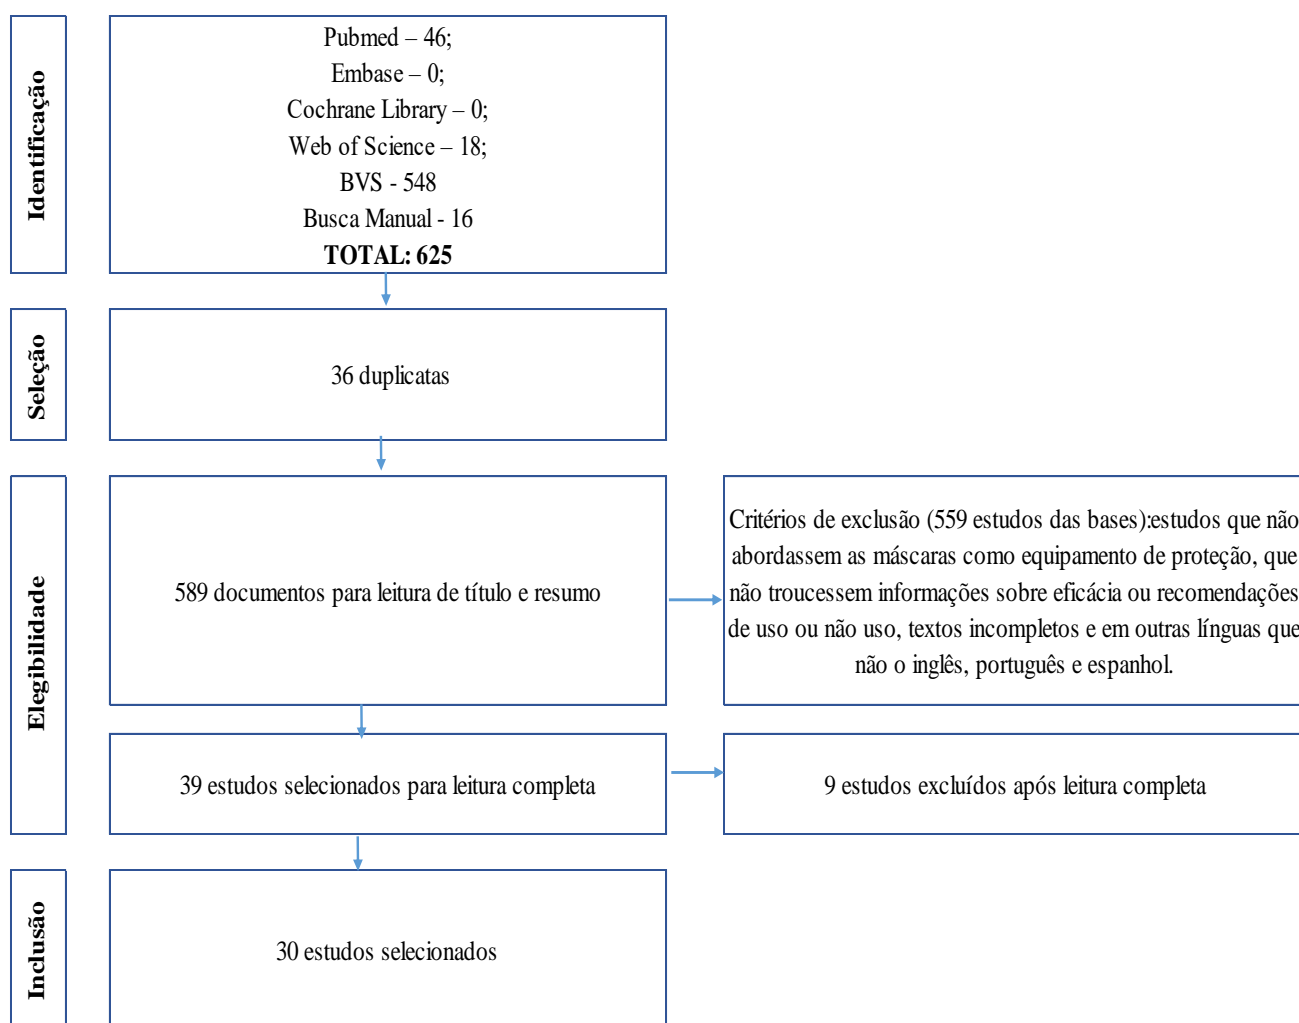 Identificação
Pubmed – 46;
Embase – 0;
Cochrane Library – 0;
Web of Science – 18;
BVS - 548
Busca Manual - 16
TOTAL: 625
Seleção
36 duplicatas
Elegibilidade
589 documentos para leitura de título e resumo
Critérios de exclusão (559 estudos das bases):estudos que não
abordassem as máscaras como equipamento de proteção, que
não troucessem informações sobre eficácia ou recomendações
de uso ou não uso, textos incompletos e em outras línguas que
não o inglês, português e espanhol.
39 estudos selecionados para leitura completa
9 estudos excluídos após leitura completa
Inclusão
30 estudos selecionados